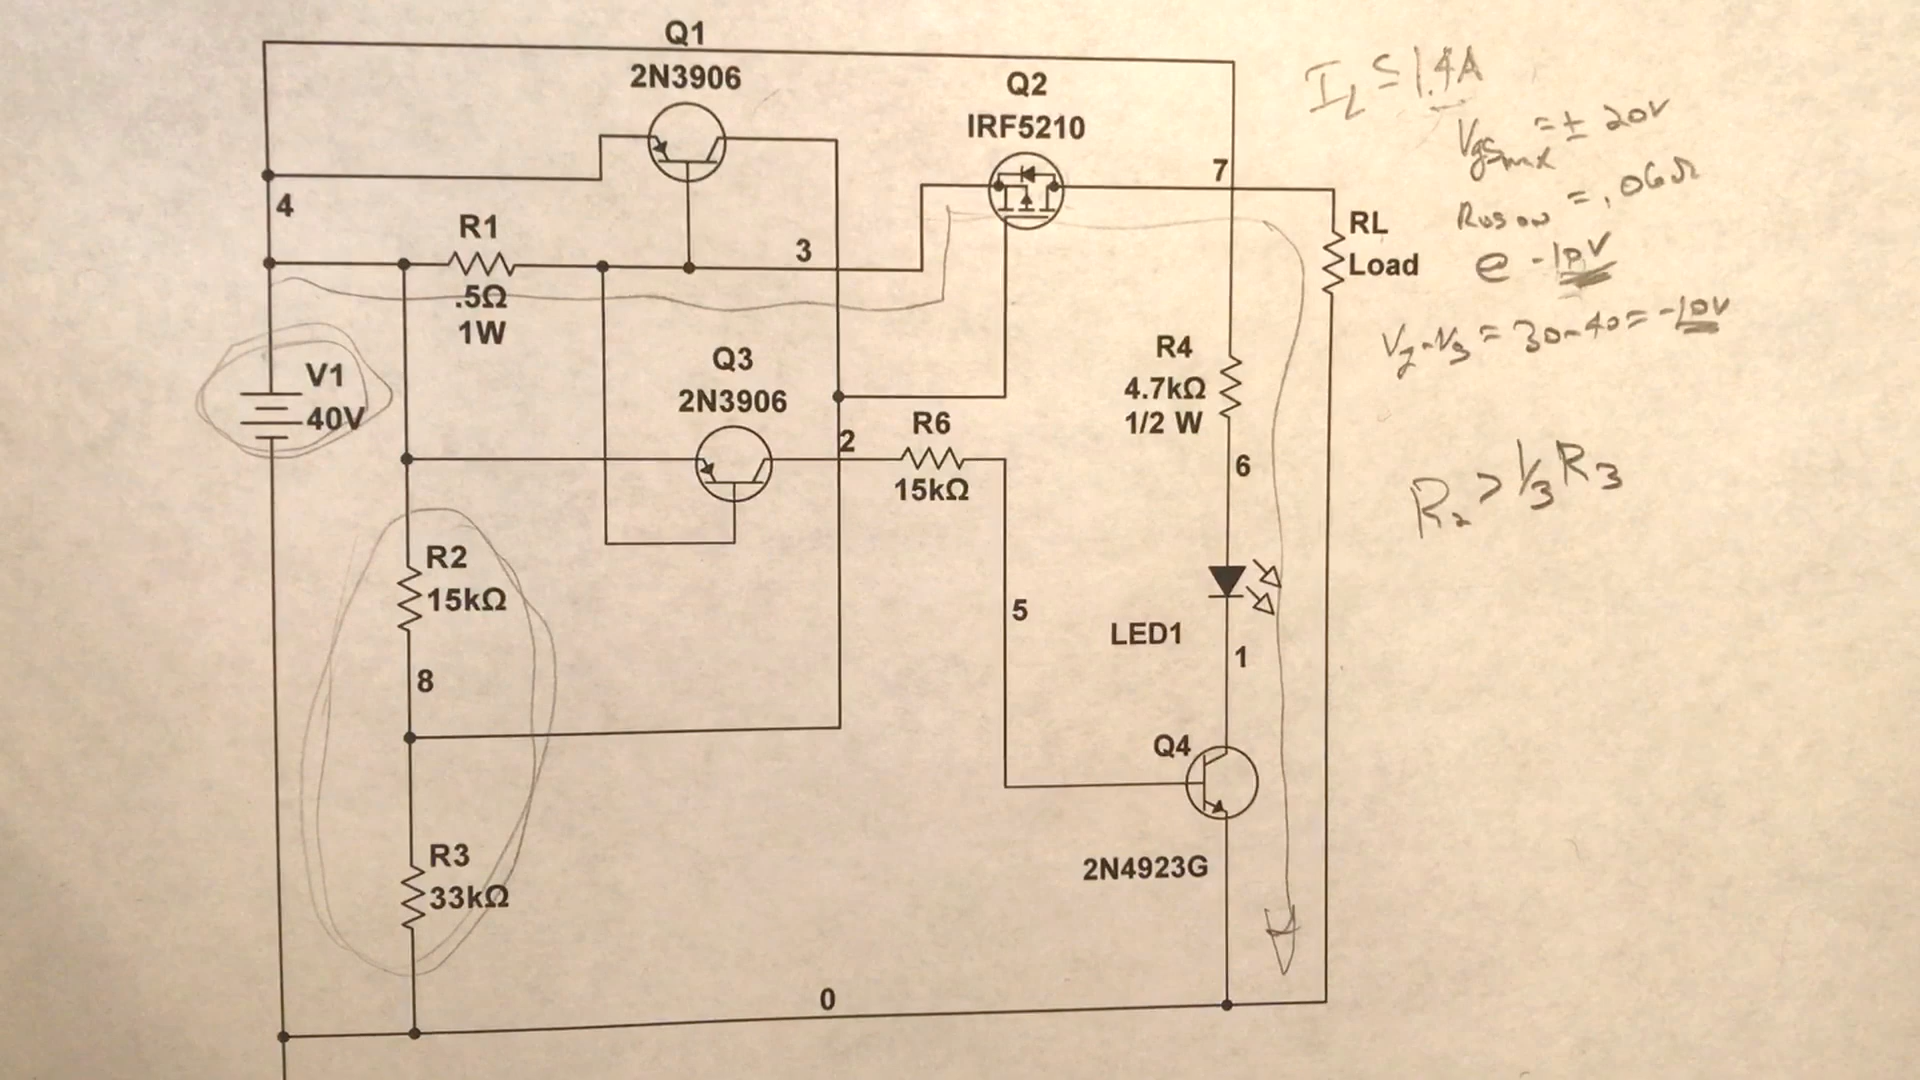 Q1
2N3906
Q2
IRF5210
I_L ≤ 1.4A
Vgs max = ± 20V
RDS ON = .06Ω
@ -10V
Vg-Vs = 30-40 = -10V
4
R1
.5Ω
1W
3
7
RL
Load
V1
40V
Q3
2N3906
2
R6
15kΩ
R4
4.7kΩ
1/2 W
6
R2 > 1/3 R3
R2
15kΩ
5
LED1
1
8
Q4
R3
33kΩ
2N4923G
0